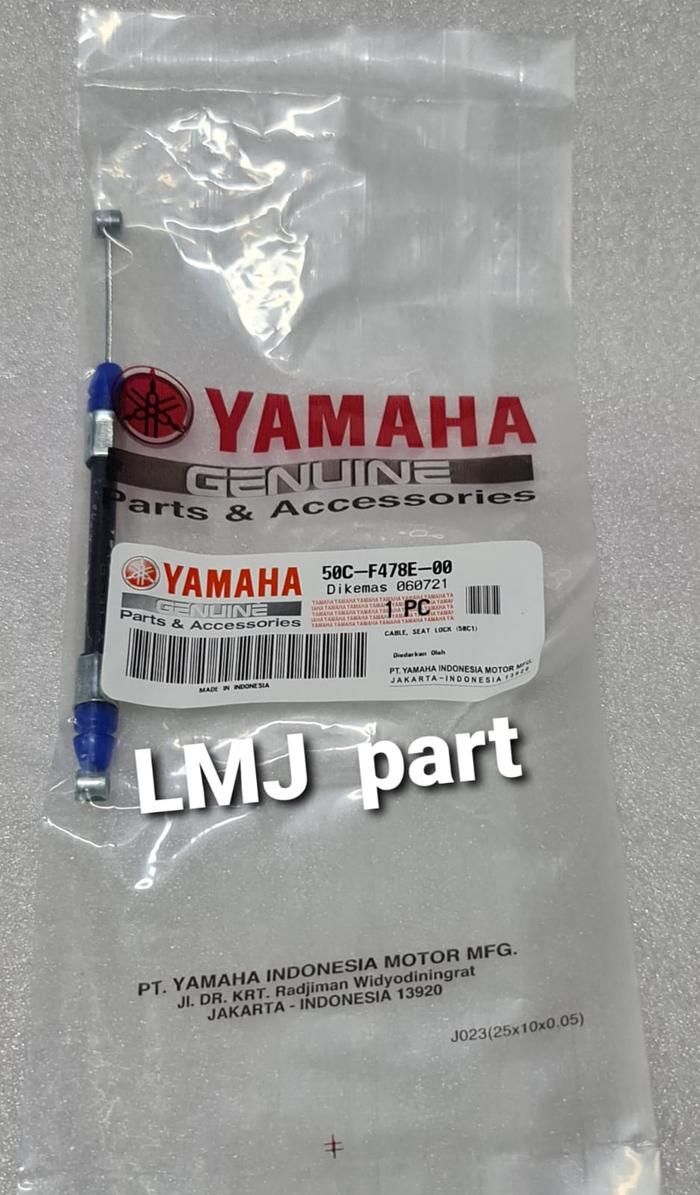 YAMAHA
GENUINE
Parts & Accessories
YAMAHA
GENUINE
Parts & Accessories
50C-F478E-00
Dikemas 060721
1 PC
CABLE, SEAT LOCK (50C1)
Diedarkan Oleh
PT. YAMAHA INDONESIA MOTOR MFG.
JAKARTA-INDONESIA 13920
MADE IN INDONESIA
LMJ part
PT. YAMAHA INDONESIA MOTOR MFG.
Jl. DR. KRT. Radjiman Widyodiningrat
JAKARTA - INDONESIA 13920
J023(25x10x0.05)